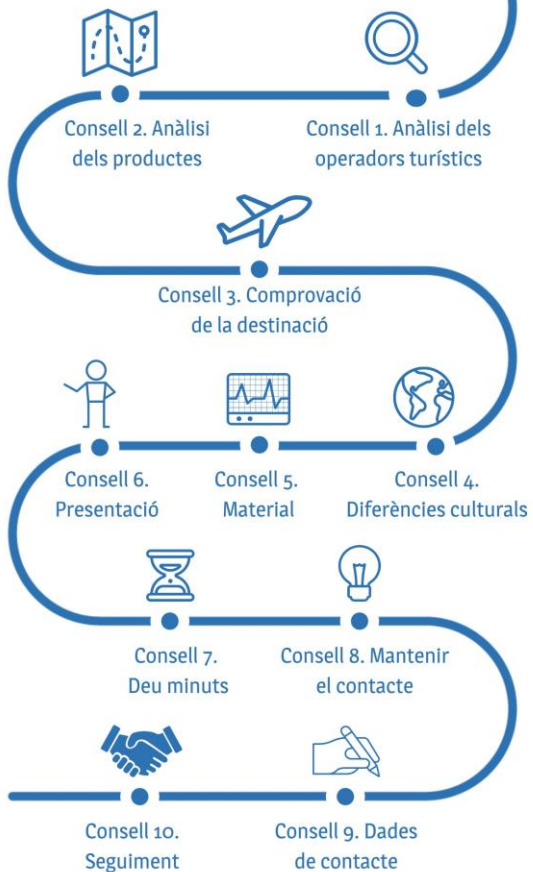 Consell 1. Anàlisi dels
operadors turístics
Consell 2. Anàlisi
dels productes
Consell 3. Comprovació
de la destinació
Consell 4.
Diferències culturals
Consell 5.
Material
Consell 6.
Presentació
Consell 7.
Deu minuts
Consell 8. Mantenir
el contacte
Consell 9. Dades
de contacte
Consell 10.
Seguiment